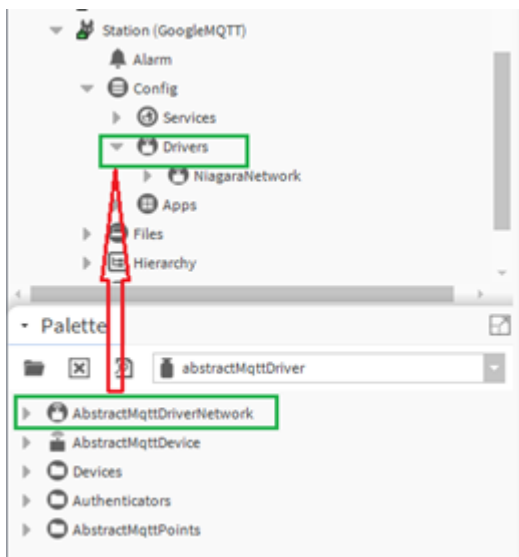 Station (GoogleMQTT)
Alarm
Config
Services
Drivers
NiagaraNetwork
Apps
Files
Hierarchy
Palette
abstractMqttDriver
AbstractMqttDriverNetwork
AbstractMqttDevice
Devices
Authenticators
AbstractMqttPoints